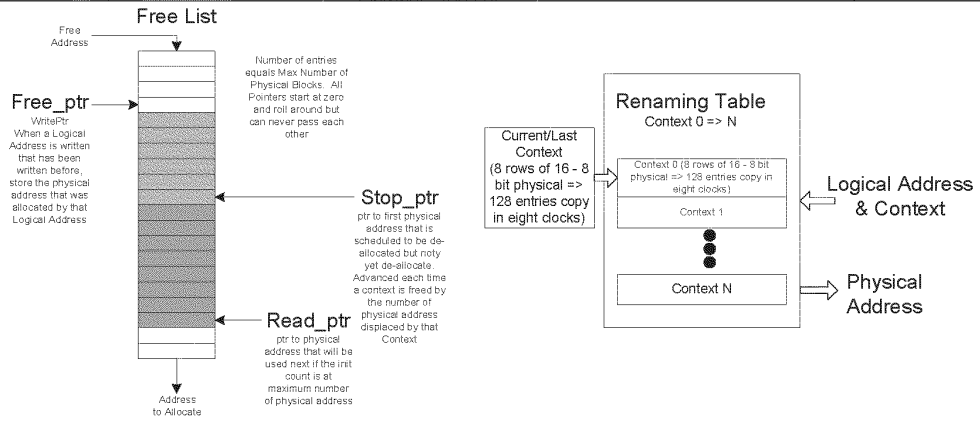 Free List
Free
Address
Number of entries
equals Max Number of
Physical Blocks. All
Pointers start at zero
and roll around but
can never pass each
other
Free_ptr
WritePtr
When a Logical
Address is written
that has been
written before,
store the physical
address that was
allocated by that
Logical Address
Stop_ptr
ptr to first physical
address that is
scheduled to be de-
allocated but noty
yet de-allocate.
Advanced each time
a context is freed by
the number of
physical address
displaced by that
Context
Read_ptr
ptr to physical
address that will be
used next if the init
count is at
maximum number
of physical address
Address
to Allocate
Current/Last
Context
(8 rows of 16 - 8
bit physical =>
128 entries copy
in eight clocks)
Renaming Table
Context 0 => N
Context 0 (8 rows of 16 - 8 bit
physical => 128 entries copy in
eight clocks)
Context 1
Context N
Logical Address
& Context
Physical
Address